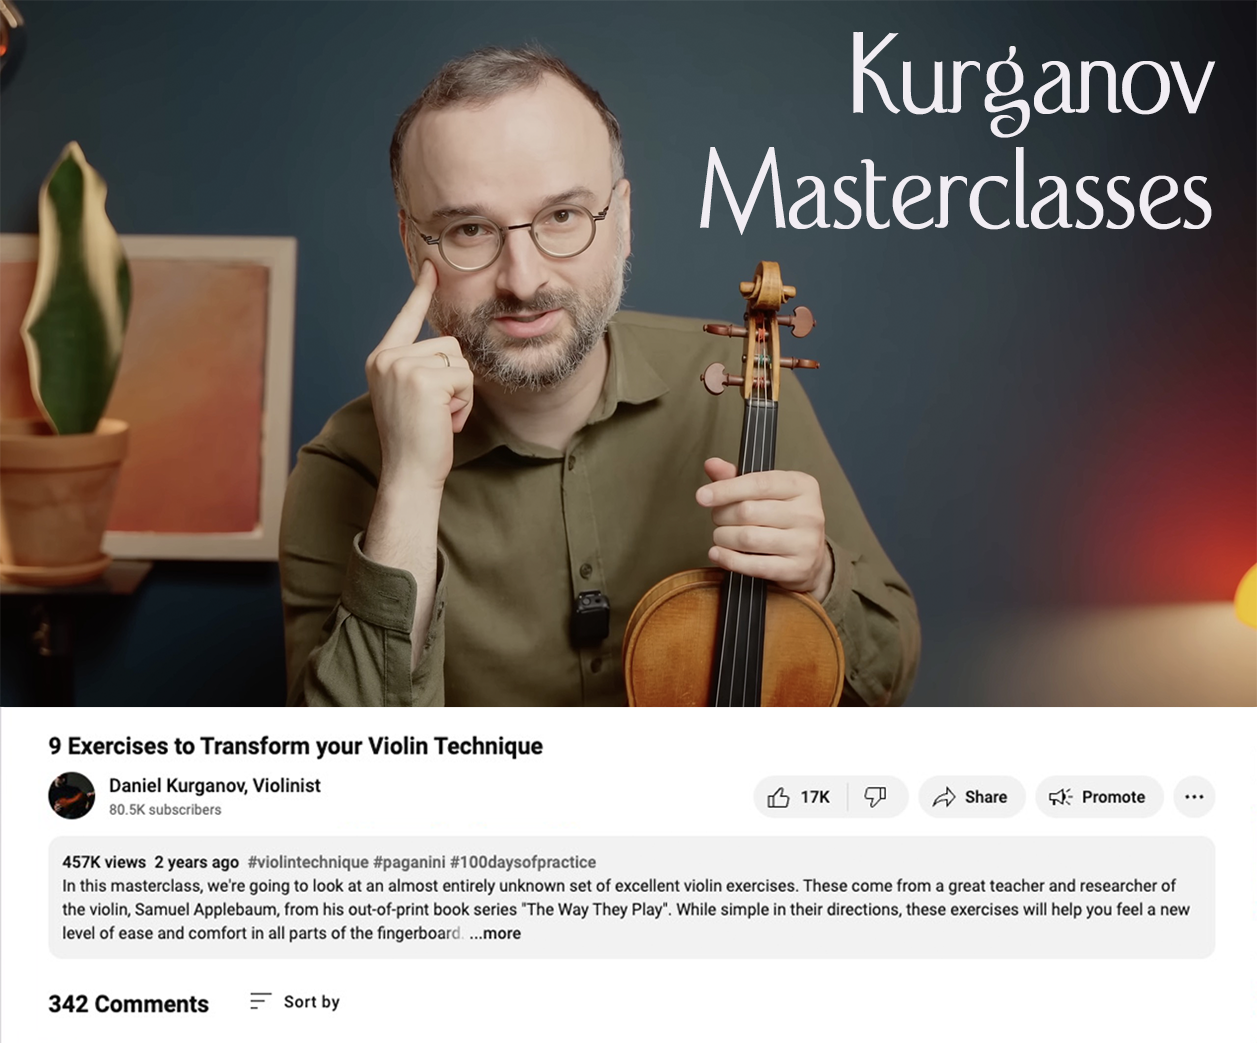 Kurganov
Masterclasses
9 Exercises to Transform your Violin Technique
Daniel Kurganov, Violinist
80.5K subscribers
17K
Share
Promote
457K views 2 years ago #violintechnique #paganini #100daysofpractice
In this masterclass, we're going to look at an almost entirely unknown set of excellent violin exercises. These come from a great teacher and researcher of
the violin, Samuel Applebaum, from his out-of-print book series "The Way They Play". While simple in their directions, these exercises will help you feel a new
level of ease and comfort in all parts of the fingerboard. ...more
342 Comments
Sort by